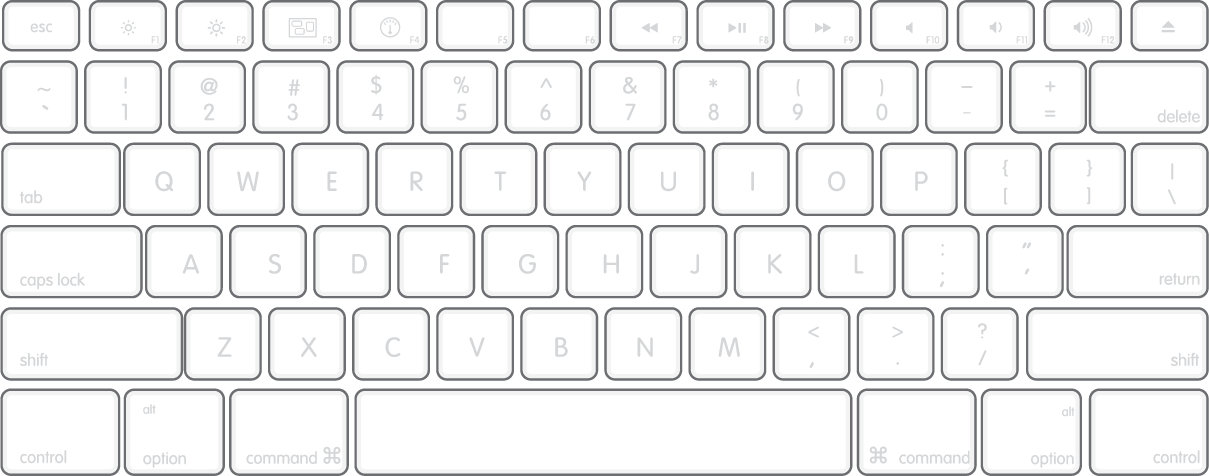 esc F1 F2 F3 F4 F5 F6 F7 F8 F9 F10 F11 F12
~ ! @ # $ % ^ & * ( ) – +
` 1 2 3 4 5 6 7 8 9 0 - = delete
tab Q W E R T Y U I O P { } |
[ ] \
caps lock A S D F G H J K L : " return
; '
shift Z X C V B N M < > ? shift
, . /
alt alt
control option command ⌘ ⌘ command option control